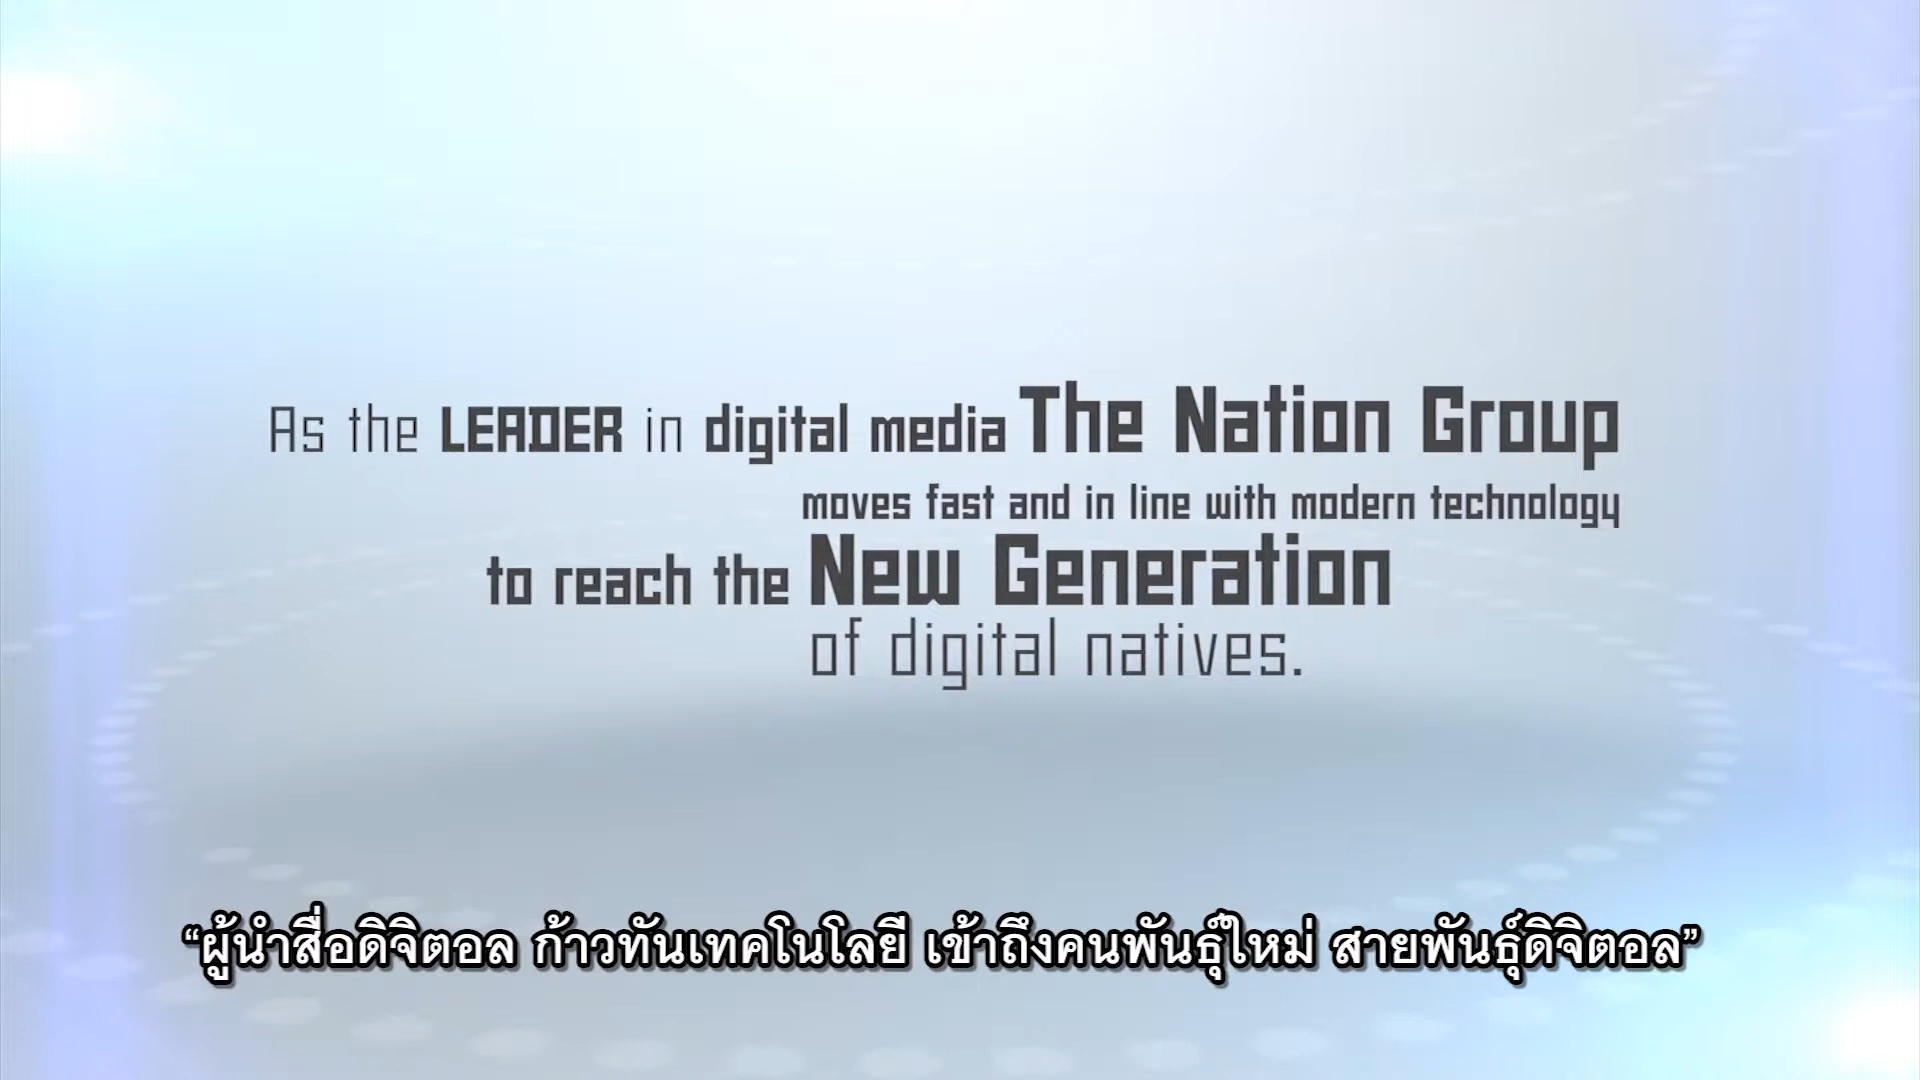 As the LEADER in digital media The Nation Group
moves fast and in line with modern technology
to reach the New Generation
of digital natives.
“ผู้นำสื่อดิจิตอล ก้าวทันเทคโนโลยี เข้าถึงคนพันธุ์ใหม่ สายพันธุ์ดิจิตอล”